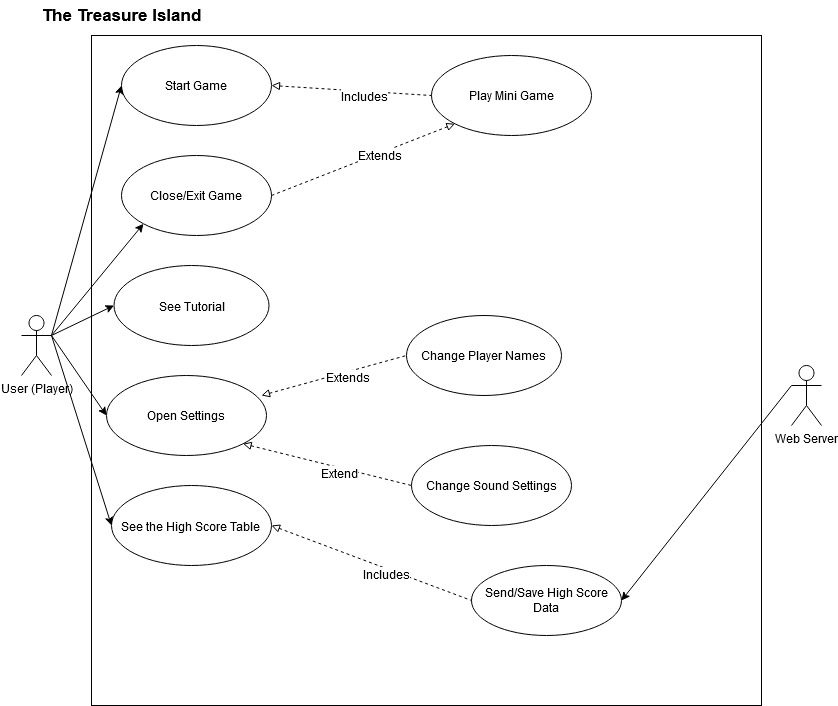 The Treasure Island
Start Game
Includes
Play Mini Game
Extends
Close/Exit Game
See Tutorial
User (Player)
Change Player Names
Extends
Open Settings
Web Server
Extend
Change Sound Settings
See the High Score Table
Includes
Send/Save High Score
Data